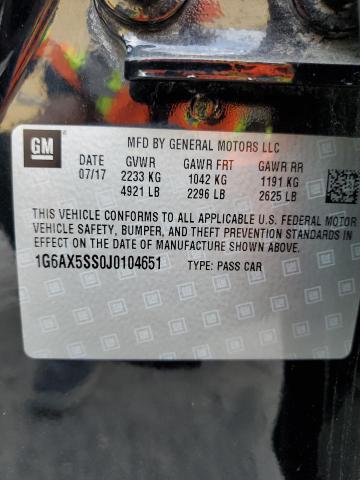 GM
MFD BY GENERAL MOTORS LLC
DATE GVWR GAWR FRT GAWR RR
07/17 2233 KG 1042 KG 1191 KG
4921 LB 2296 LB 2625 LB
THIS VEHICLE CONFORMS TO ALL APPLICABLE U.S. FEDERAL MOTOR
VEHICLE SAFETY, BUMPER, AND THEFT PREVENTION STANDARDS IN
EFFECT ON THE DATE OF MANUFACTURE SHOWN ABOVE.
1G6AX5SS0J0104651 TYPE: PASS CAR